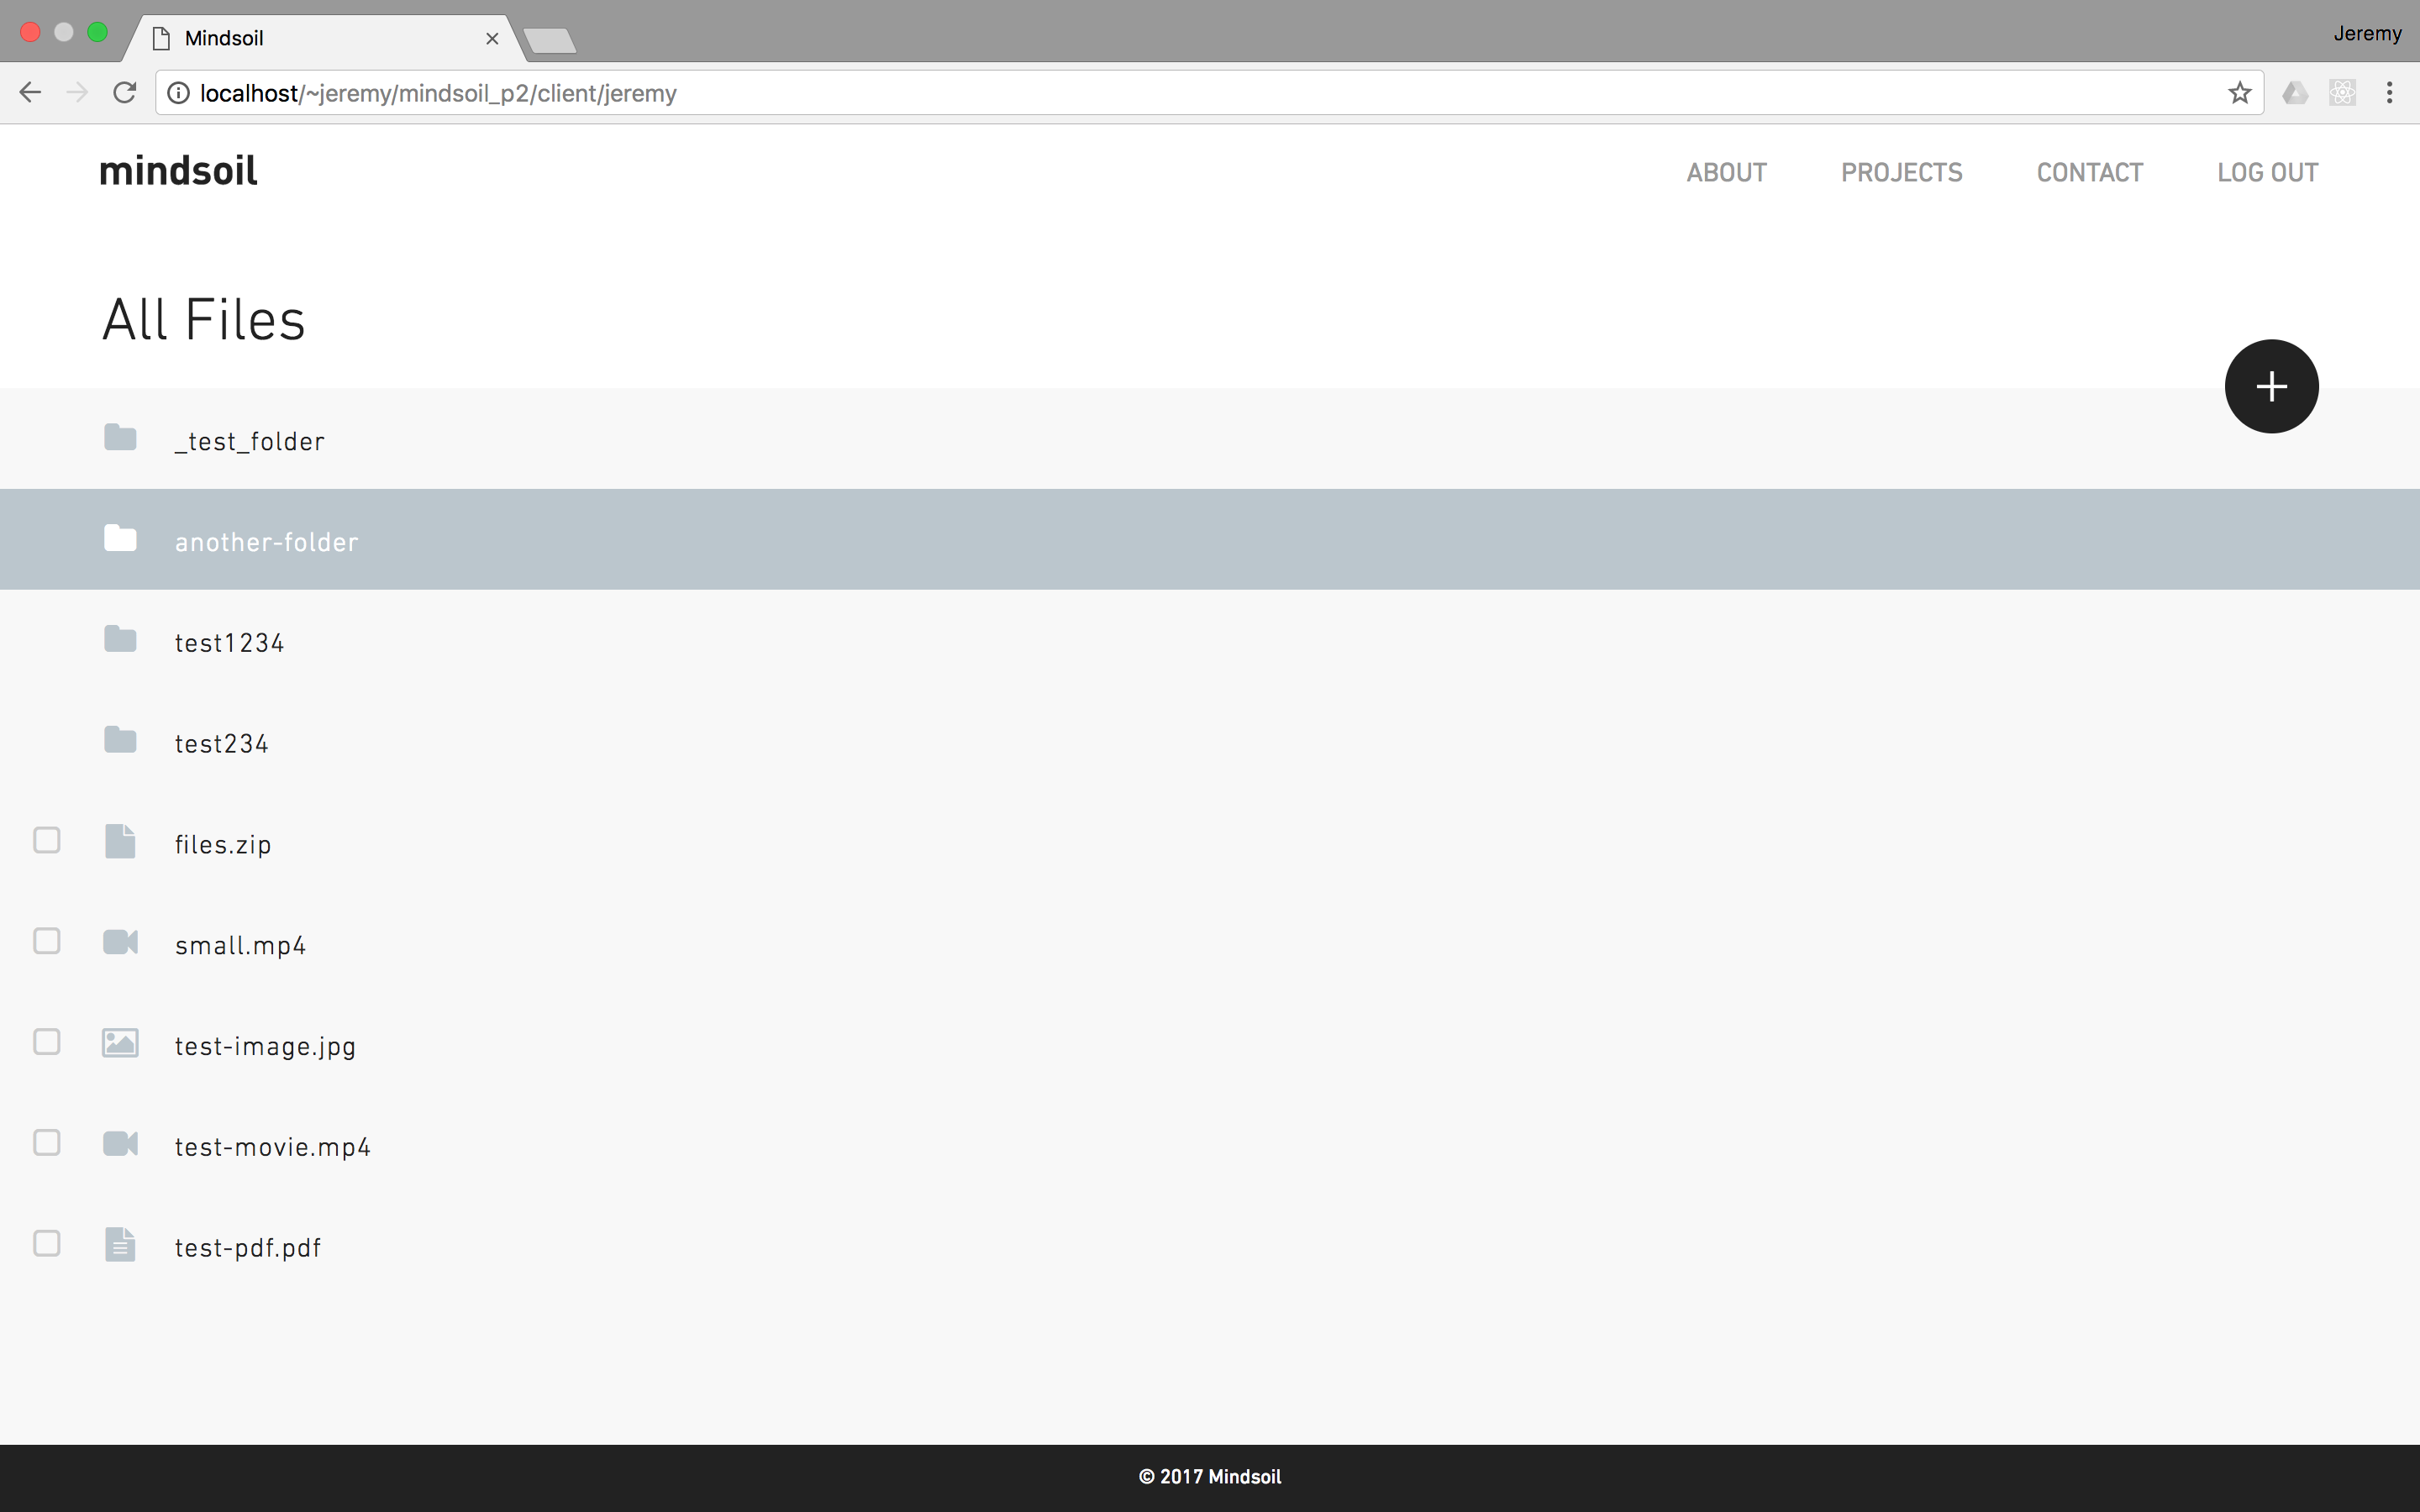 Mindsoil
Jeremy
localhost/~jeremy/mindsoil_p2/client/jeremy
mindsoil
ABOUT PROJECTS CONTACT LOG OUT
All Files
_test_folder
another-folder
test1234
test234
files.zip
small.mp4
test-image.jpg
test-movie.mp4
test-pdf.pdf
© 2017 Mindsoil